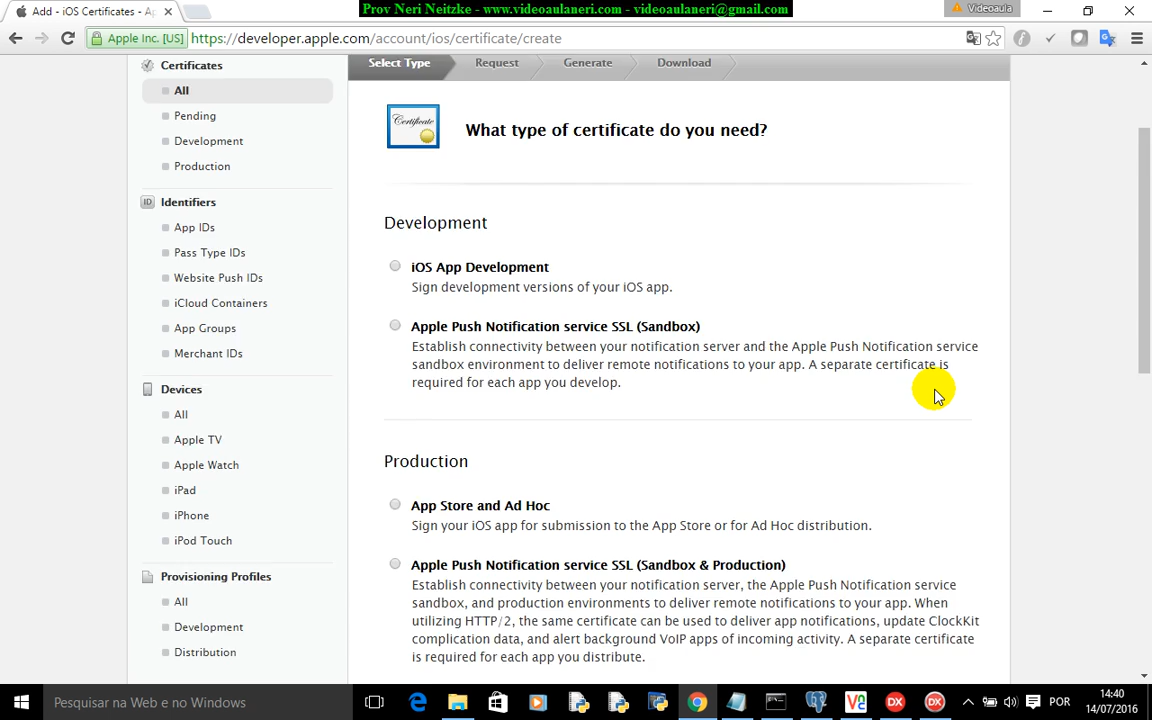 Prov Neri Neitzke - www.videoaulaneri.com - videoaulaneri@gmail.com
iOS Certificates - Ap
Videoaula
Apple Inc. [US] https://developer.apple.com/account/ios/certificate/create
Certificates
All
Pending
Development
Production
Identifiers
App IDs
Pass Type IDs
Website Push IDs
iCloud Containers
App Groups
Merchant IDs
Devices
All
Apple TV
Apple Watch
iPad
iPhone
iPod Touch
Provisioning Profiles
All
Development
Distribution
Select Type Request Generate Download
Certificate
What type of certificate do you need?
Development
iOS App Development
Sign development versions of your iOS app.
Apple Push Notification service SSL (Sandbox)
Establish connectivity between your notification server and the Apple Push Notification service
sandbox environment to deliver remote notifications to your app. A separate certificate is
required for each app you develop.
Production
App Store and Ad Hoc
Sign your iOS app for submission to the App Store or for Ad Hoc distribution.
Apple Push Notification service SSL (Sandbox & Production)
Establish connectivity between your notification server, the Apple Push Notification service
sandbox, and production environments to deliver remote notifications to your app. When
utilizing HTTP/2, the same certificate can be used to deliver app notifications, update ClockKit
complication data, and alert background VoIP apps of incoming activity. A separate certificate
is required for each app you distribute.
Pesquisar na Web e no Windows
POR
14:40
14/07/2016